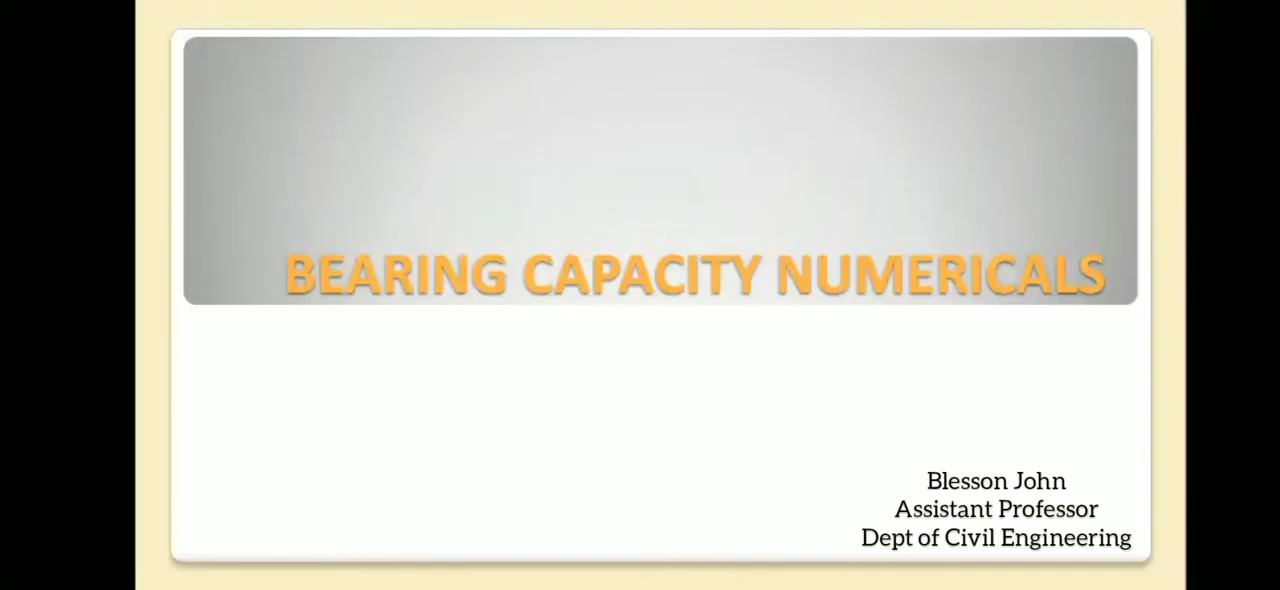 BEARING CAPACITY NUMERICALS
Blesson John
Assistant Professor
Dept of Civil Engineering